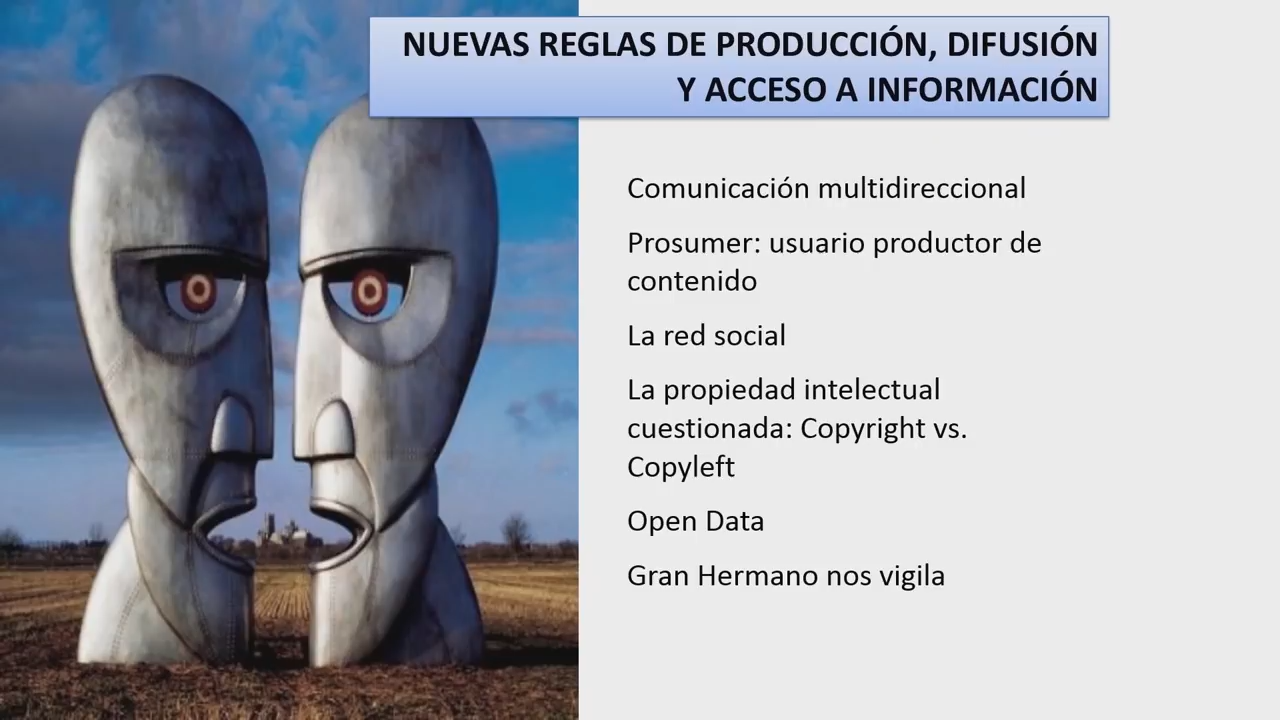 NUEVAS REGLAS DE PRODUCCIÓN, DIFUSIÓN
Y ACCESO A INFORMACIÓN
Comunicación multidireccional
Prosumer: usuario productor de
contenido
La red social
La propiedad intelectual
cuestionada: Copyright vs.
Copyleft
Open Data
Gran Hermano nos vigila